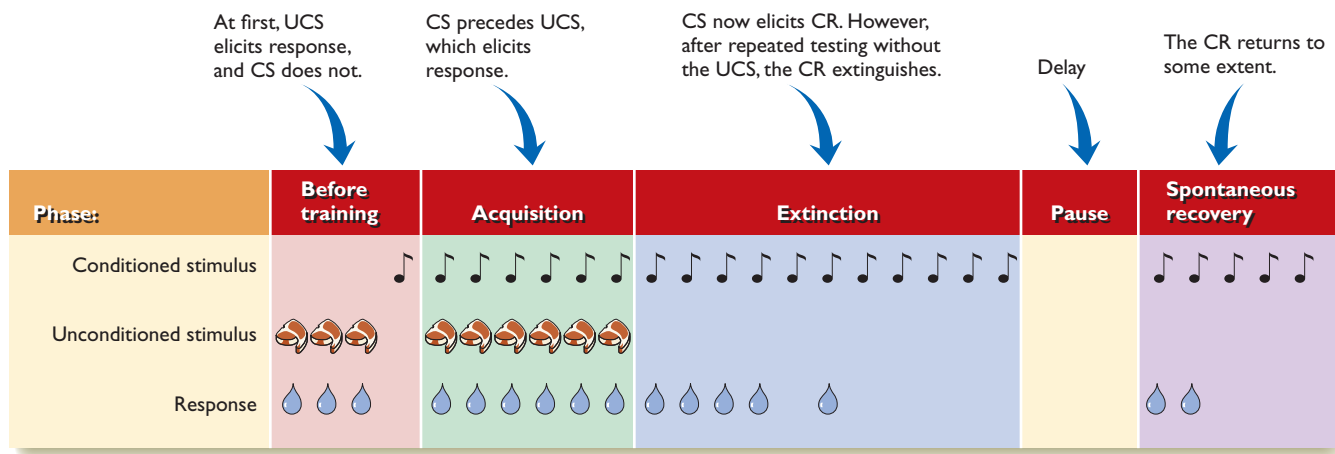 At first, UCS
elicits response,
and CS does not.
CS precedes UCS,
which elicits
response.
CS now elicits CR. However,
after repeated testing without
the UCS, the CR extinguishes.
Delay
The CR returns to
some extent.
Phase:
Before
training
Acquisition
Extinction
Pause
Spontaneous
recovery
Conditioned stimulus
Unconditioned stimulus
Response